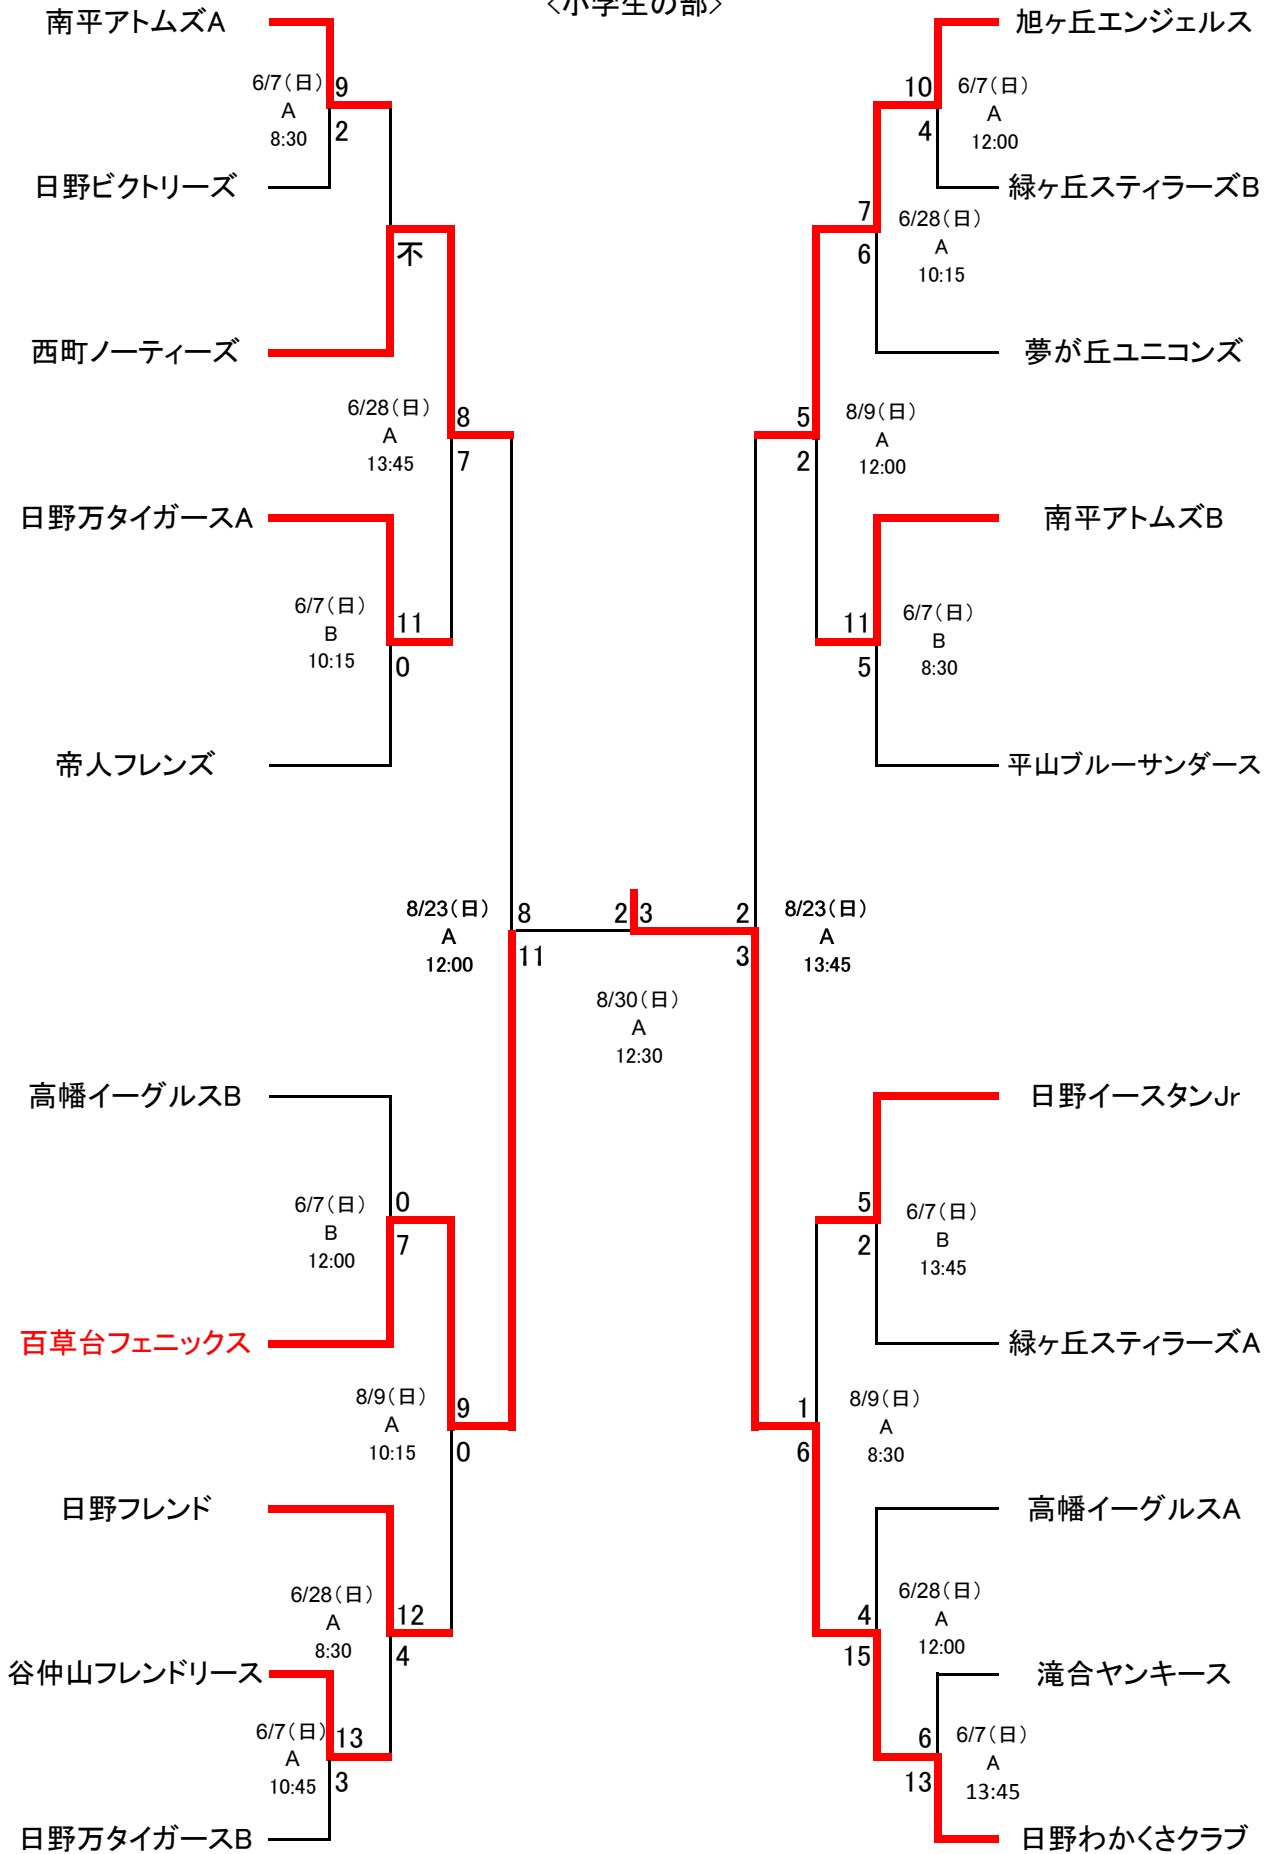 <小学生の部>
南平アトムズA
6/7(日)
A
8:30
9
2
日野ビクトリーズ
不
西町ノーティーズ
6/28(日)
A
13:45
8
7
日野万タイガースA
6/7(日)
B
10:15
11
0
帝人フレンズ
8/23(日)
A
12:00
8
11
高幡イーグルスB
6/7(日)
B
12:00
0
7
百草台フェニックス
8/9(日)
A
10:15
9
0
日野フレンド
6/28(日)
A
8:30
12
4
谷仲山フレンドリース
6/7(日)
A
10:45
13
3
日野万タイガースB
2 3
8/30(日)
A
12:30
旭ヶ丘エンジェルス
10
4
6/7(日)
A
12:00
緑ヶ丘スティラーズB
7
6
6/28(日)
A
10:15
夢が丘ユニコンズ
5
2
8/9(日)
A
12:00
南平アトムズB
11
5
6/7(日)
B
8:30
平山ブルーサンダース
2
3
8/23(日)
A
13:45
日野イースタンJr
5
2
6/7(日)
B
13:45
緑ヶ丘スティラーズA
1
6
8/9(日)
A
8:30
高幡イーグルスA
4
15
6/28(日)
A
12:00
滝合ヤンキース
6
13
6/7(日)
A
13:45
日野わかくさクラブ